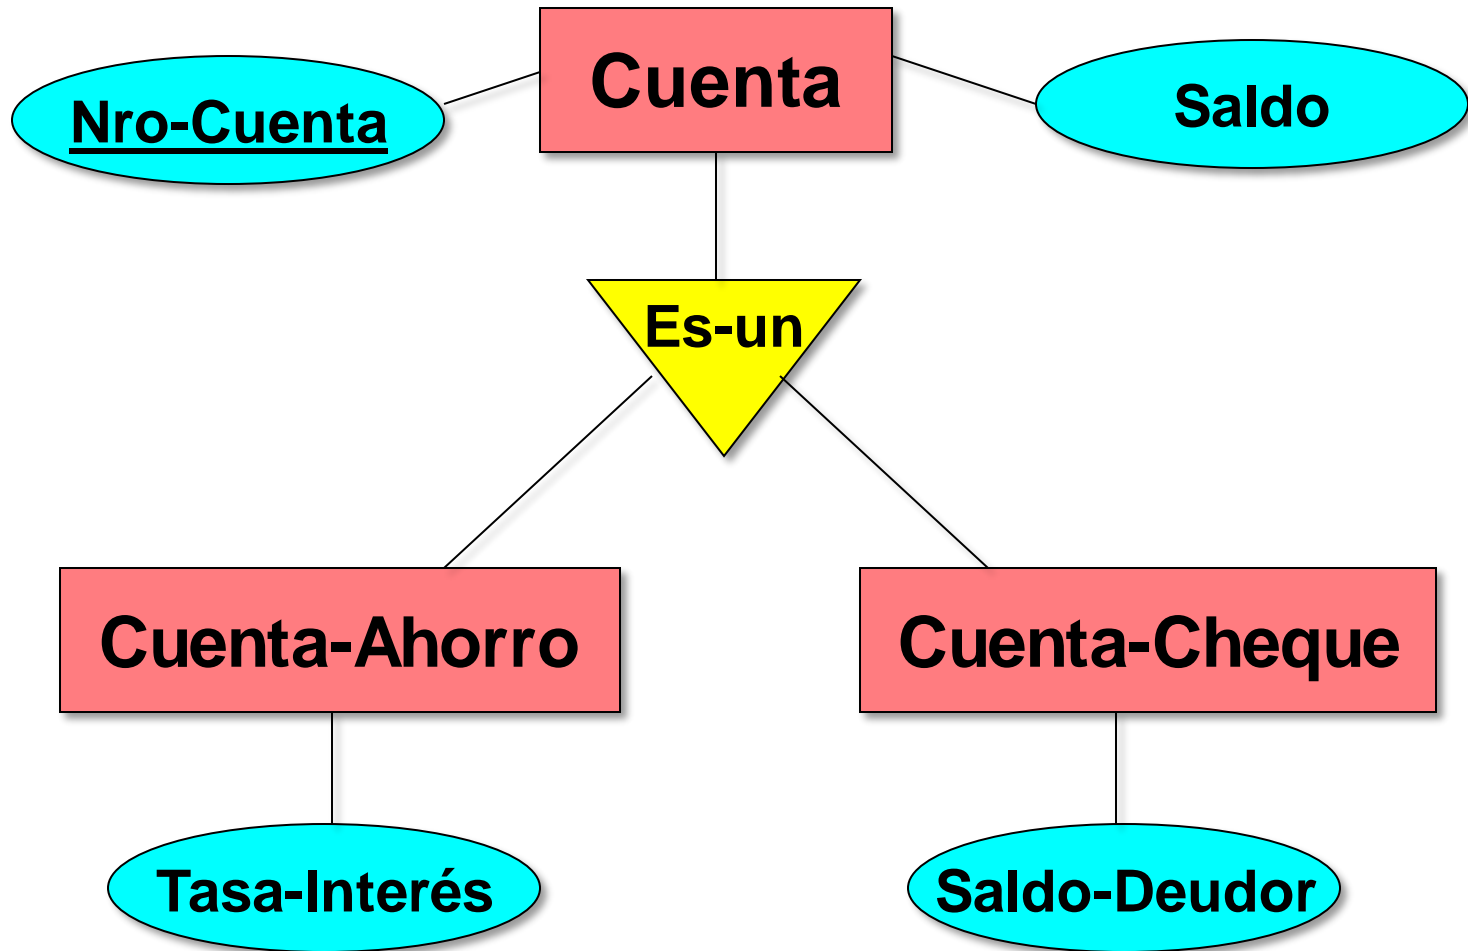 Cuenta
Nro-Cuenta
Saldo
Es-un
Cuenta-Ahorro
Cuenta-Cheque
Tasa-Interés
Saldo-Deudor